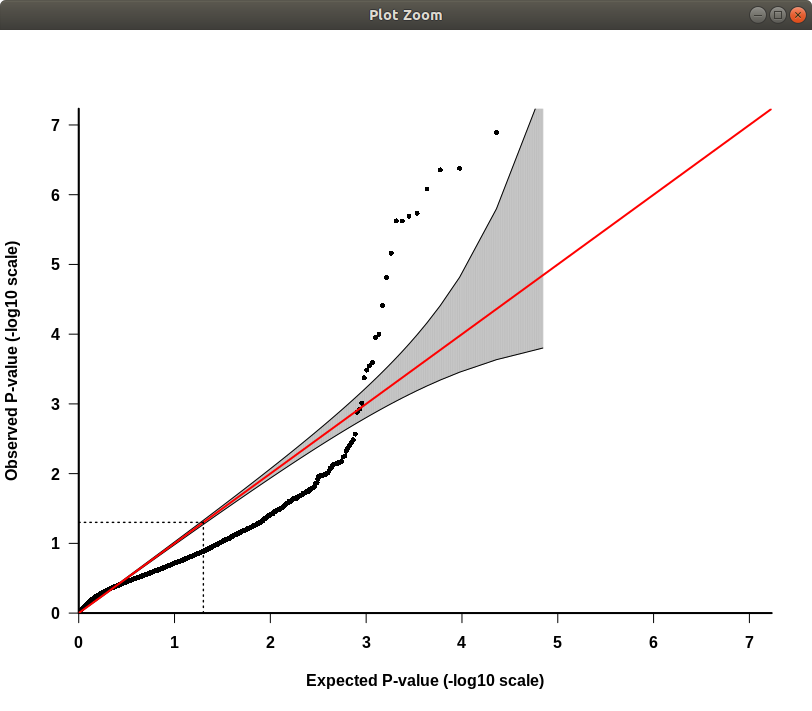 Plot Zoom
7
6
5
4
3
2
1
0
Observed P-value (-log10 scale)
0 1 2 3 4 5 6 7
Expected P-value (-log10 scale)